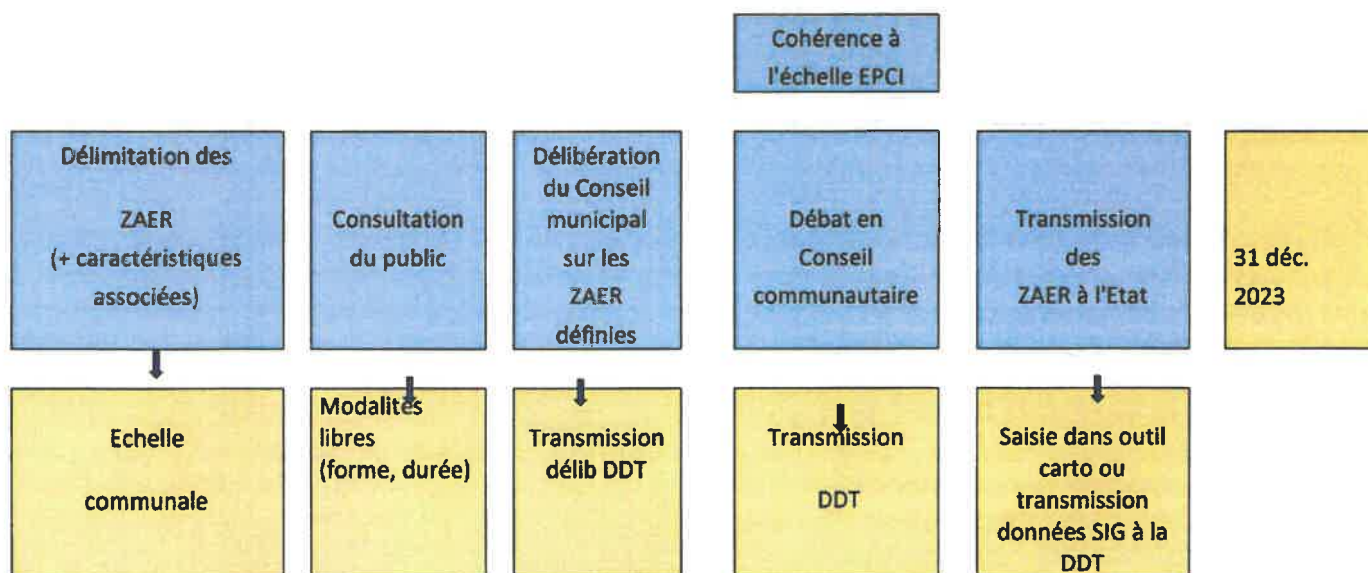 Cohérence à
l'échelle EPCI
Délimitation des
ZAER
(+ caractéristiques
associées)
Consultation
du public
Délibération
du Conseil
municipal
sur les
ZAER
définies
Débat en
Conseil
communautaire
Transmission
des
ZAER à l'Etat
31 déc.
2023
Echelle
communale
Modalités
libres
(forme, durée)
Transmission
délib DDT
Transmission
DDT
Saisie dans outil
carto ou
transmission
données SIG à la
DDT